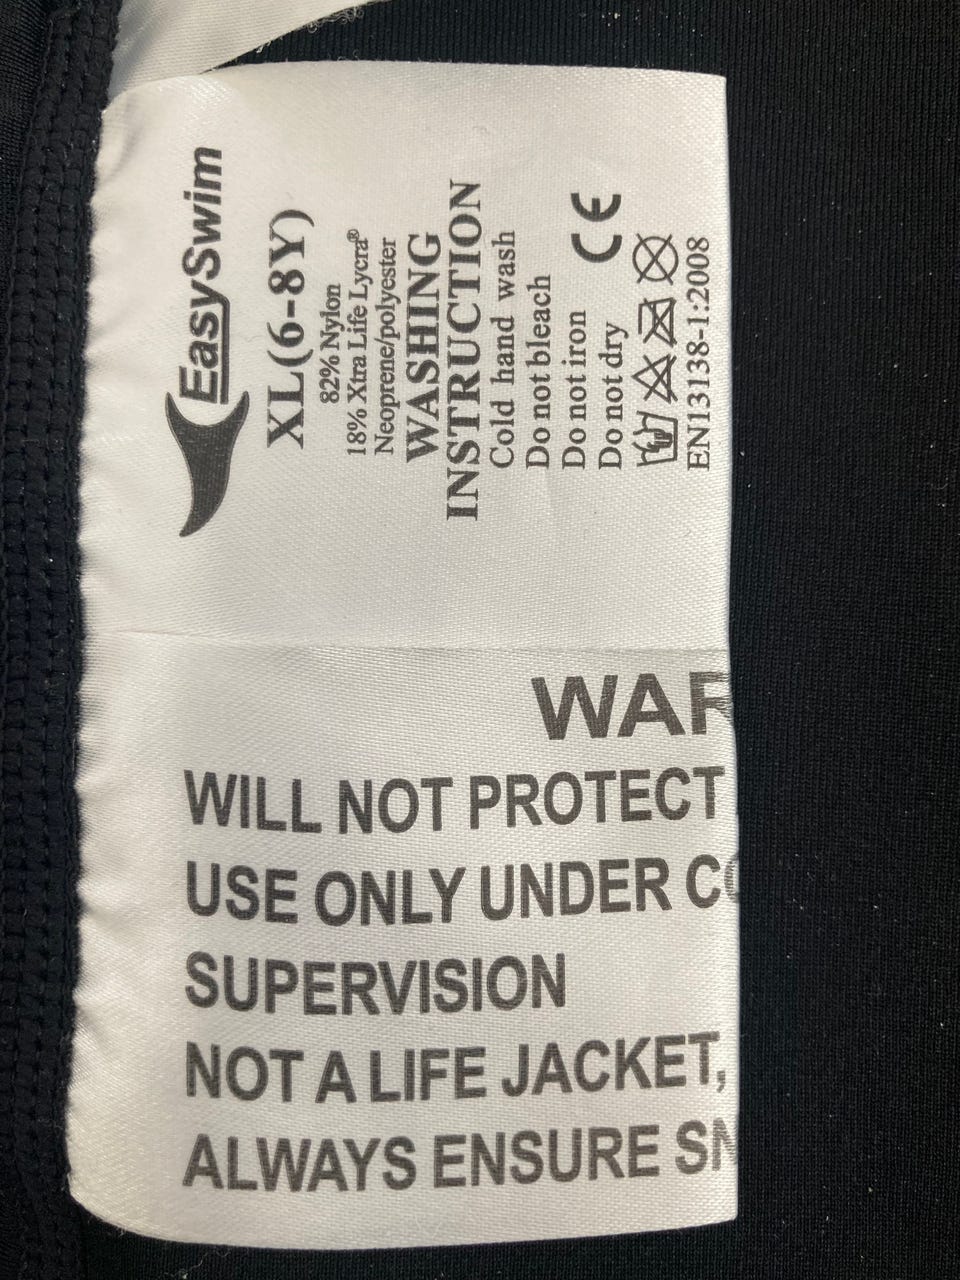 EasySwim
XL(6-8Y)
82% Nylon
18% Xtra Life Lycra®
Neoprene/polyester
WASHING
INSTRUCTION
Cold hand wash
Do not bleach
Do not iron
Do not dry
CE
EN13138-1:2008
WILL NOT PROTECT
USE ONLY UNDER
SUPERVISION
NOT A LIFE JACKET,
ALWAYS ENSURE